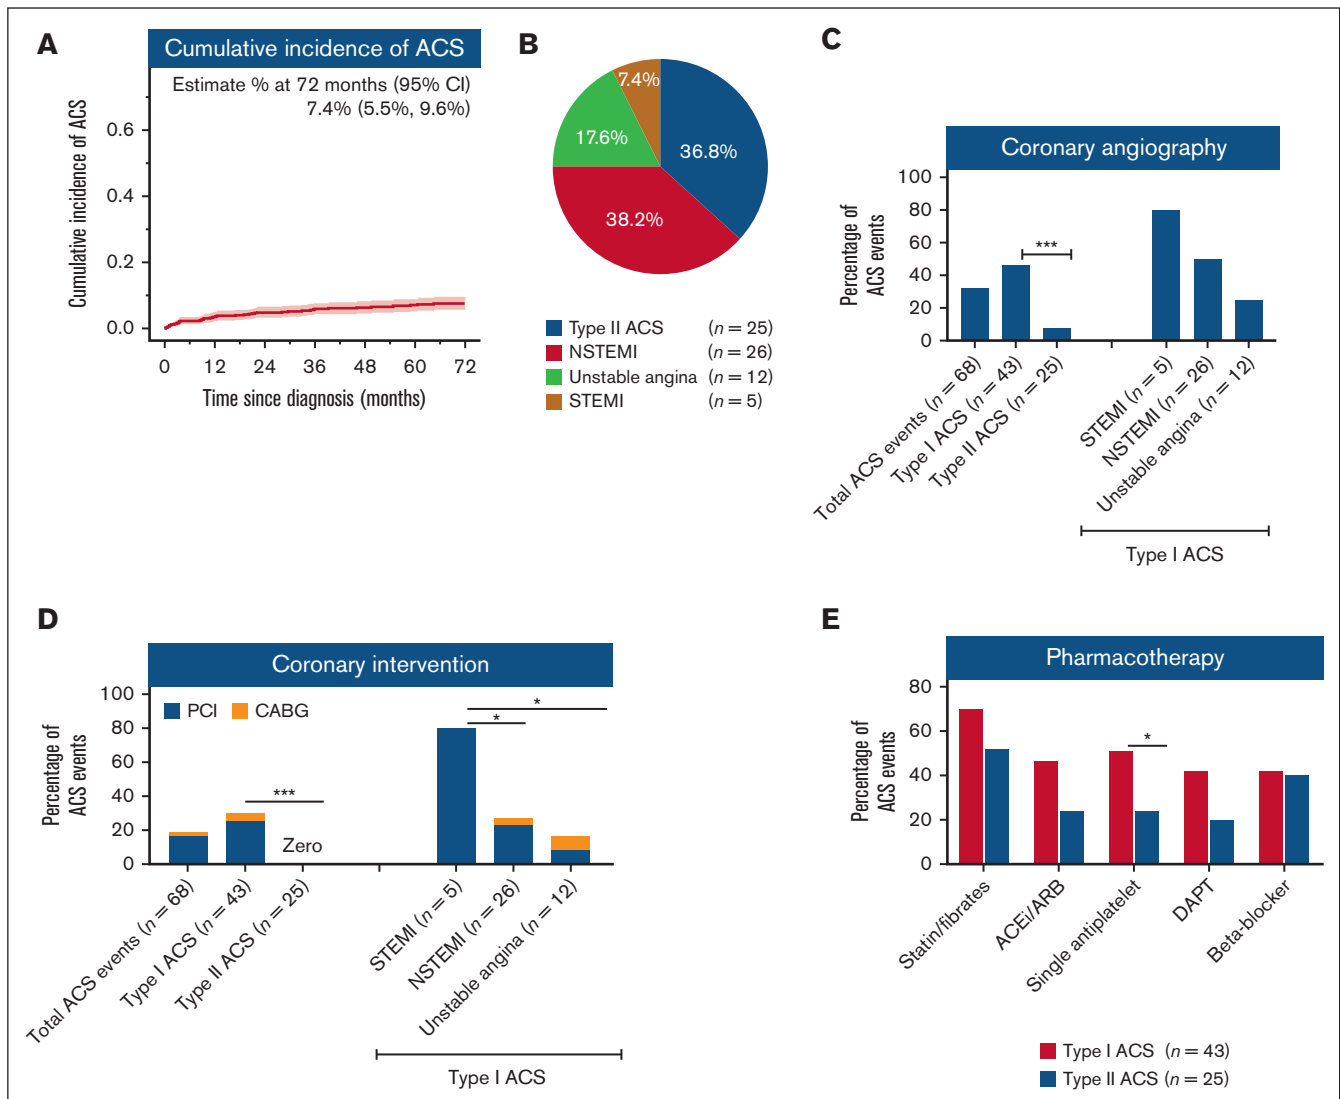 A
Cumulative incidence of ACS
Estimate % at 72 months (95% CI)
7.4% (5.5%, 9.6%)
Cumulative incidence of ACS
0.6
0.4
0.2
0.0
0 12 24 36 48 60 72
Time since diagnosis (months)
B
7.4%
17.6%
36.8%
38.2%
Type II ACS (n = 25)
NSTEMI (n = 26)
Unstable angina (n = 12)
STEMI (n = 5)
C
Coronary angiography
Percentage of
ACS events
100
80
60
40
20
0
***
Total ACS events (n = 68)
Type I ACS (n = 43)
Type II ACS (n = 25)
STEMI (n = 5)
NSTEMI (n = 26)
Unstable angina (n = 12)
Type I ACS
D
Coronary intervention
Percentage of
ACS events
100
80
60
40
20
0
PCI CABG
***
Zero
*
*
Total ACS events (n = 68)
Type I ACS (n = 43)
Type II ACS (n = 25)
STEMI (n = 5)
NSTEMI (n = 26)
Unstable angina (n = 12)
Type I ACS
E
Pharmacotherapy
Percentage of
ACS events
80
60
40
20
0
*
Statin/fibrates
ACEi/ARB
Single antiplatelet
DAPT
Beta-blocker
Type I ACS (n = 43)
Type II ACS (n = 25)